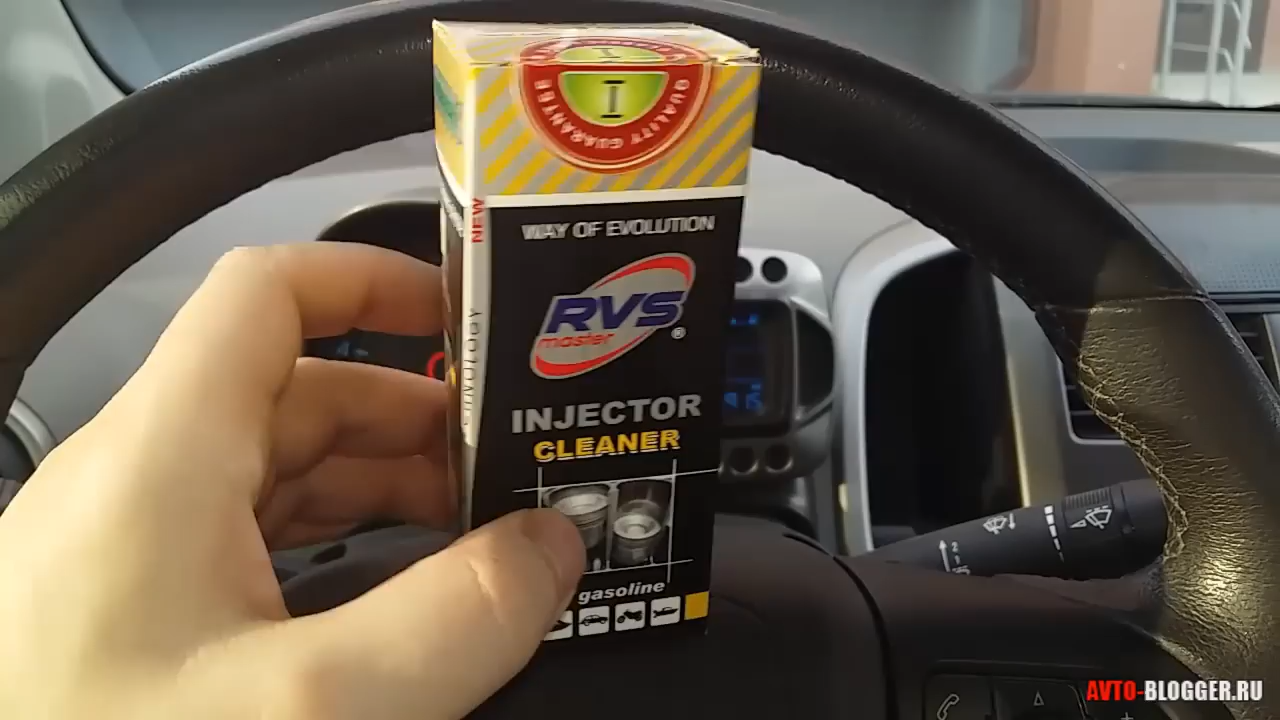 QUALITY GUARANTEE
WAY OF EVOLUTION
NEW
RVS
master
®
INJECTOR
CLEANER
gasoline
AVTO-BLOGGER.RU